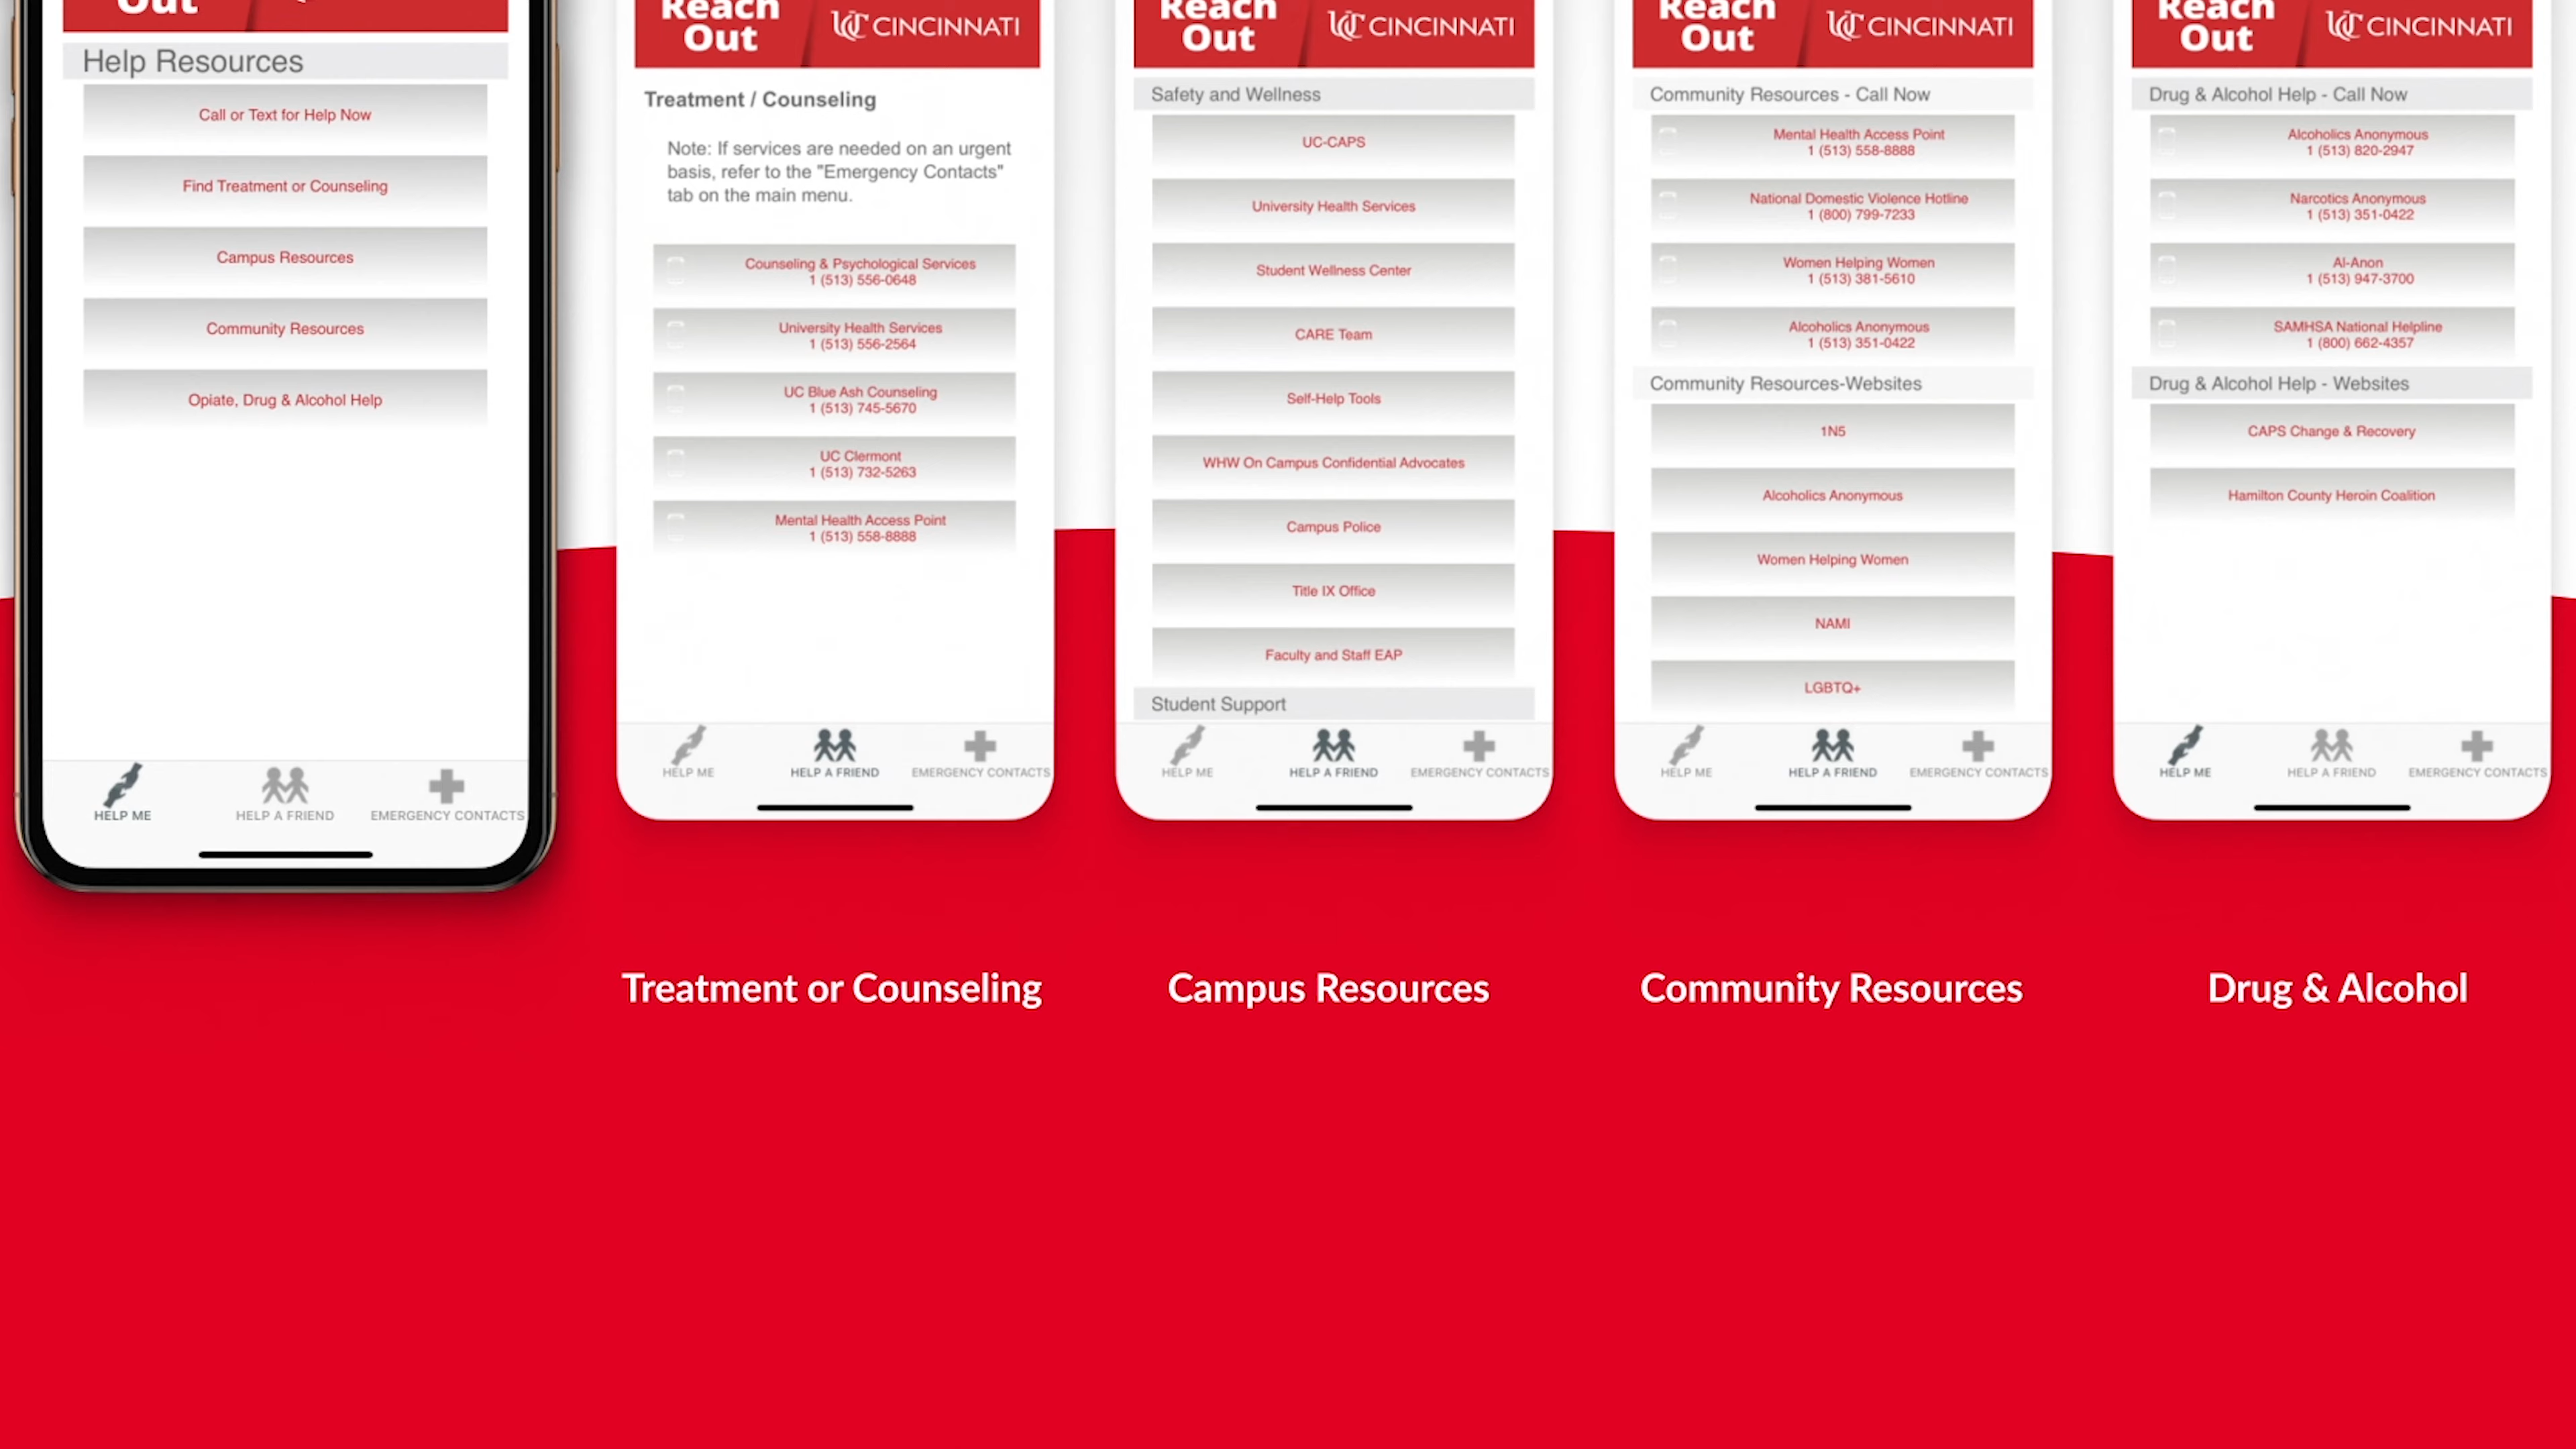 Out
Help Resources
Call or Text for Help Now
Find Treatment or Counseling
Campus Resources
Community Resources
Opiate, Drug & Alcohol Help
HELP ME
HELP A FRIEND
EMERGENCY CONTACTS
Reach
Out
UC CINCINNATI
Treatment / Counseling
Note: If services are needed on an urgent
basis, refer to the "Emergency Contacts"
tab on the main menu.
Counseling & Psychological Services
1 (513) 556-0648
University Health Services
1 (513) 556-2564
UC Blue Ash Counseling
1 (513) 745-5670
UC Clermont
1 (513) 732-5263
Mental Health Access Point
1 (513) 558-8888
HELP ME
HELP A FRIEND
EMERGENCY CONTACTS
Treatment or Counseling
Reach
Out
UC CINCINNATI
Safety and Wellness
UC-CAPS
University Health Services
Student Wellness Center
CARE Team
Self-Help Tools
WHW On Campus Confidential Advocates
Campus Police
Title IX Office
Faculty and Staff EAP
Student Support
HELP ME
HELP A FRIEND
EMERGENCY CONTACTS
Campus Resources
Reach
Out
UC CINCINNATI
Community Resources - Call Now
Mental Health Access Point
1 (513) 558-8888
National Domestic Violence Hotline
1 (800) 799-7233
Women Helping Women
1 (513) 381-5610
Alcoholics Anonymous
1 (513) 351-0422
Community Resources-Websites
1N5
Alcoholics Anonymous
Women Helping Women
NAMI
LGBTQ+
HELP ME
HELP A FRIEND
EMERGENCY CONTACTS
Community Resources
Reach
Out
UC CINCINNATI
Drug & Alcohol Help - Call Now
Alcoholics Anonymous
1 (513) 820-2947
Narcotics Anonymous
1 (513) 351-0422
Al-Anon
1 (513) 947-3700
SAMHSA National Helpline
1 (800) 662-4357
Drug & Alcohol Help - Websites
CAPS Change & Recovery
Hamilton County Heroin Coalition
HELP ME
HELP A FRIEND
EMERGENCY CONTACTS
Drug & Alcohol